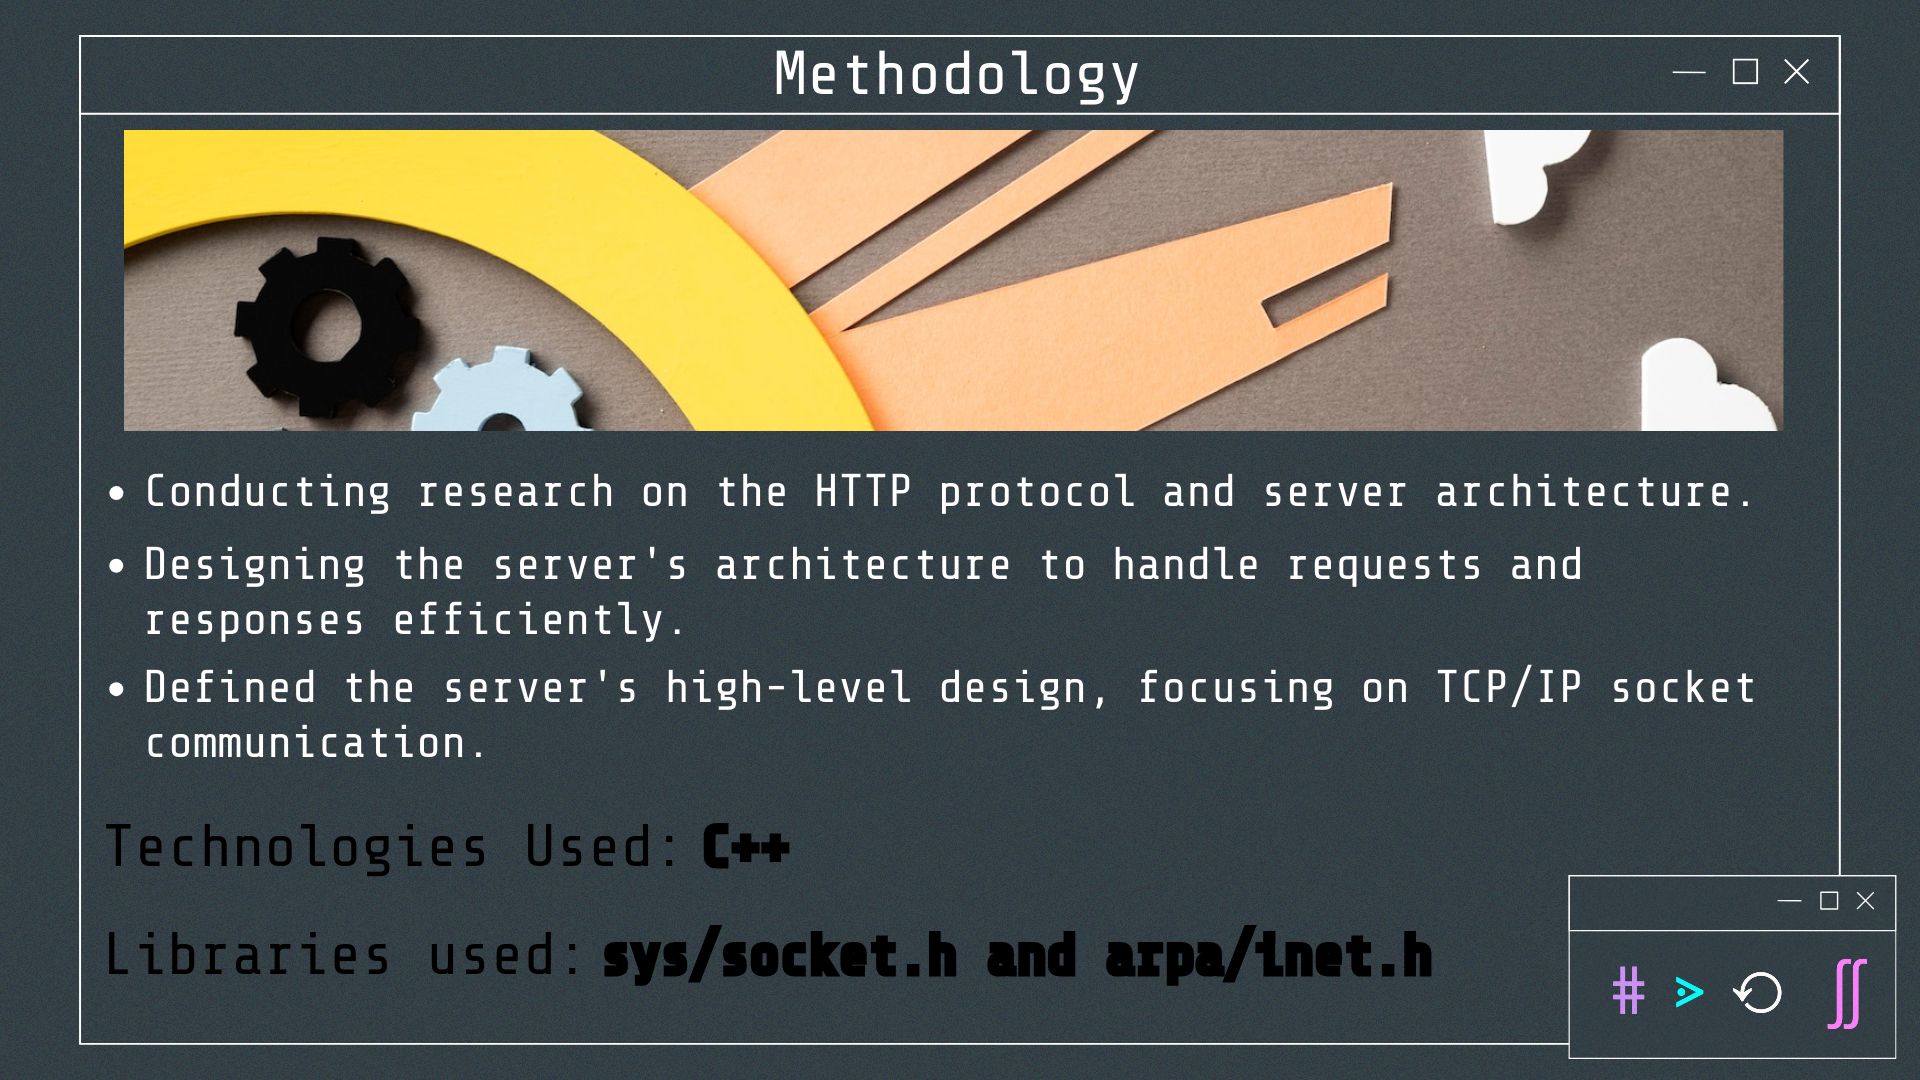 Methodology
• Conducting research on the HTTP protocol and server architecture.
• Designing the server's architecture to handle requests and
responses efficiently.
• Defined the server's high-level design, focusing on TCP/IP socket
communication.
Technologies Used: C++
Libraries used: sys/socket.h and arpa/inet.h